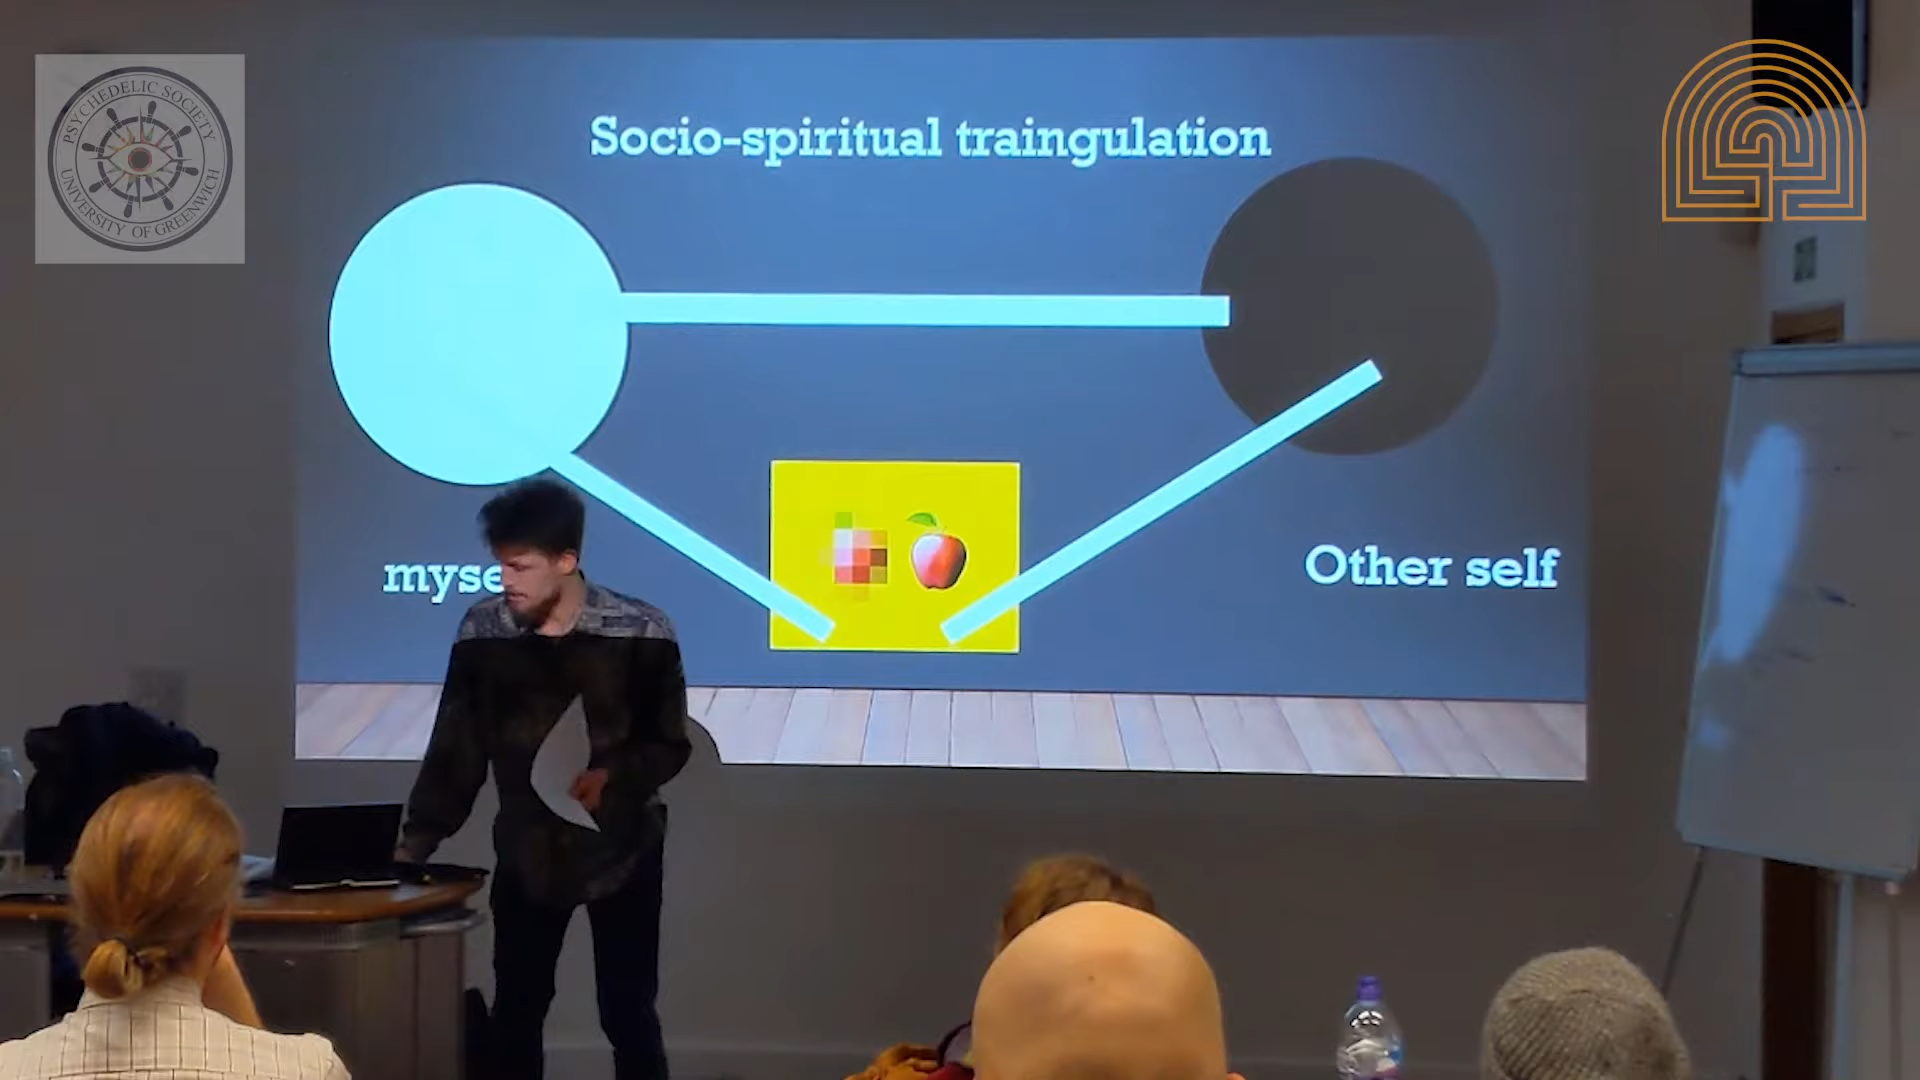 PSYCHEDELIC SOCIETY
UNIVERSITY OF GREENWICH
Socio-spiritual traingulation
myse
Other self